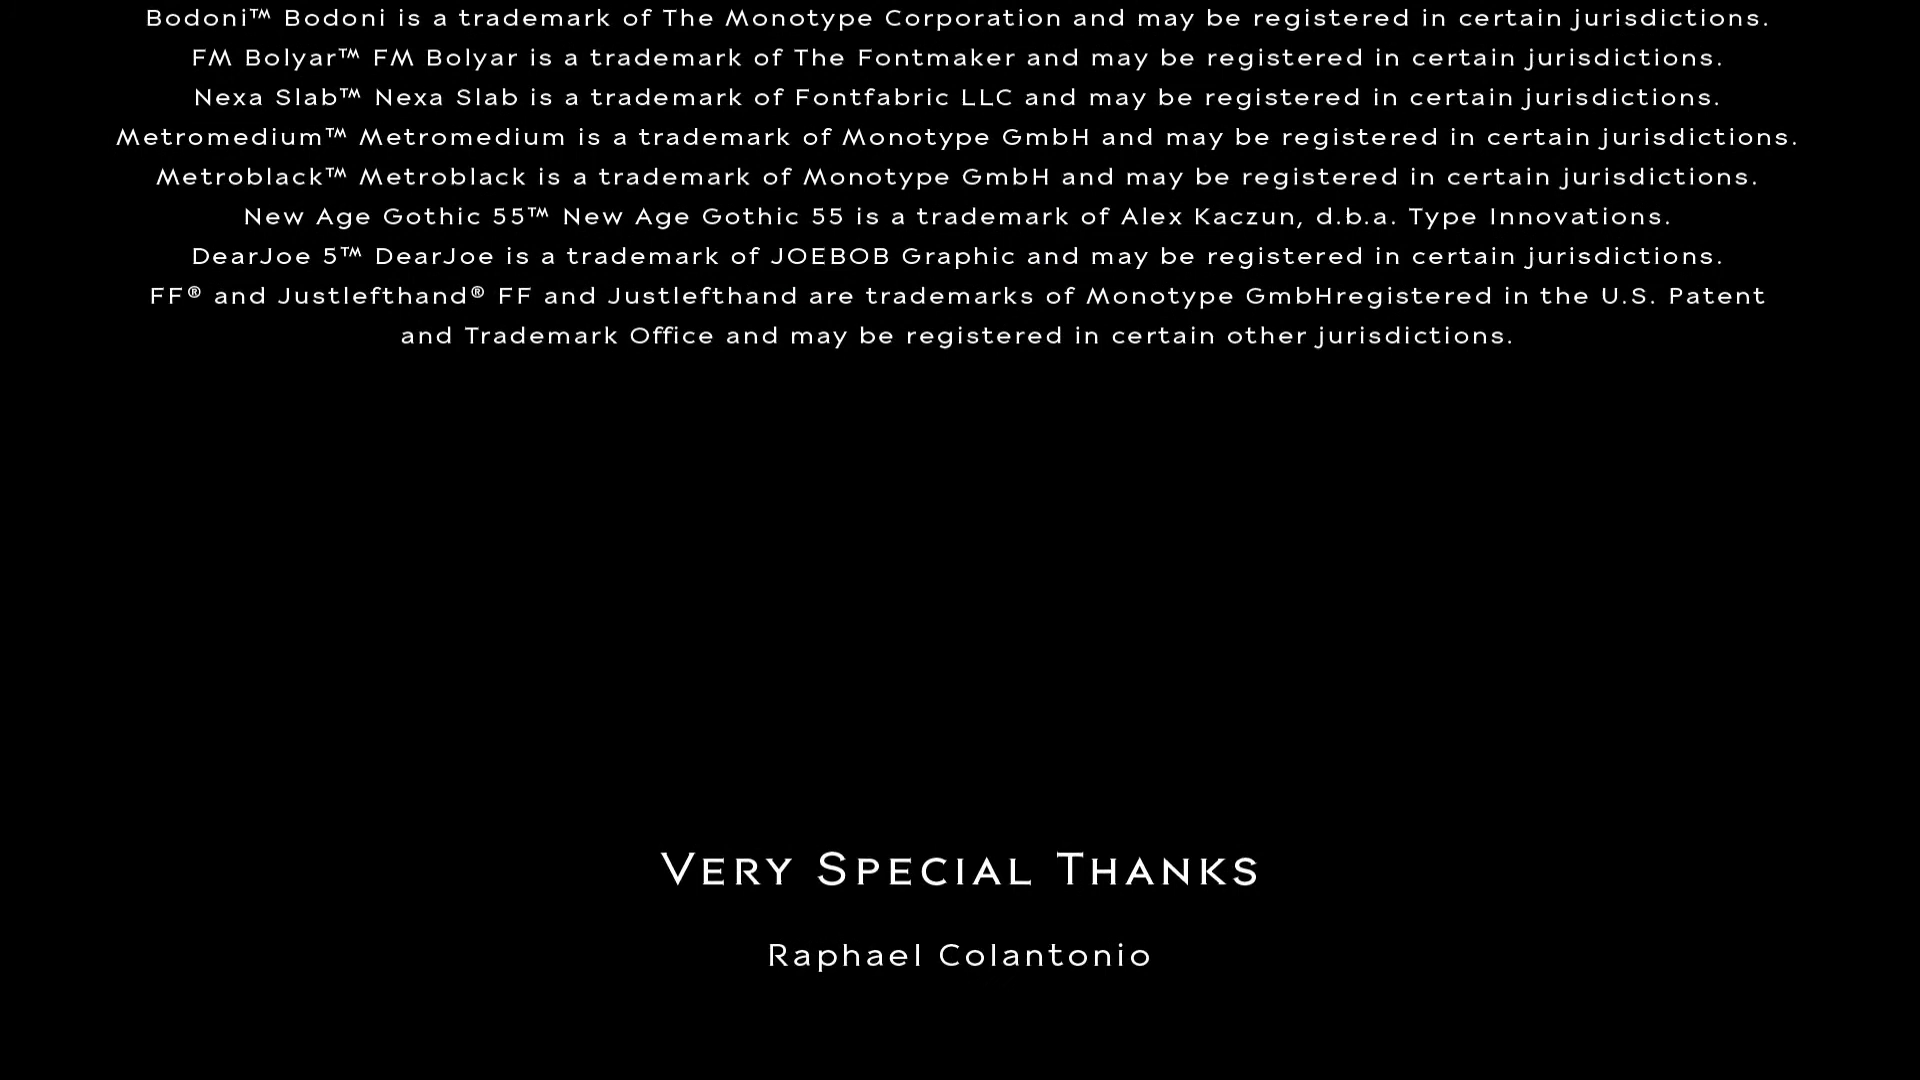 Bodoni™ Bodoni is a trademark of The Monotype Corporation and may be registered in certain jurisdictions.
FM Bolyar™ FM Bolyar is a trademark of The Fontmaker and may be registered in certain jurisdictions.
Nexa Slab™ Nexa Slab is a trademark of Fontfabric LLC and may be registered in certain jurisdictions.
Metromedium™ Metromedium is a trademark of Monotype GmbH and may be registered in certain jurisdictions.
Metroblack™ Metroblack is a trademark of Monotype GmbH and may be registered in certain jurisdictions.
New Age Gothic 55™ New Age Gothic 55 is a trademark of Alex Kaczun, d.b.a. Type Innovations.
DearJoe 5™ DearJoe is a trademark of JOEBOB Graphic and may be registered in certain jurisdictions.
FF® and Justlefthand® FF and Justlefthand are trademarks of Monotype GmbHregistered in the U.S. Patent
and Trademark Office and may be registered in certain other jurisdictions.
Very Special Thanks
Raphael Colantonio